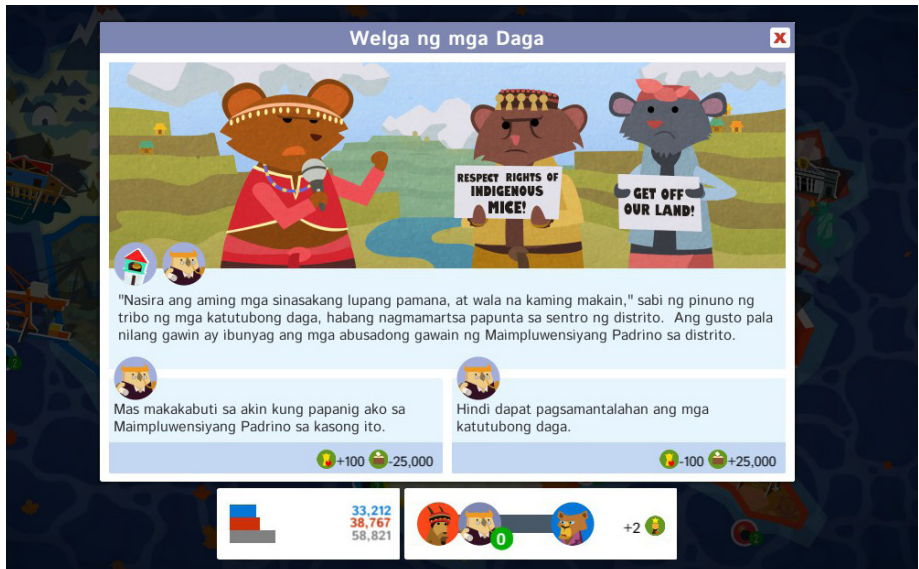 Welga ng mga Daga
X
RESPECT RIGHTS OF
INDIGENOUS
MICE!
GET OFF
OUR LAND!
"Nasira ang aming mga sinasakang lupang pamana, at wala na kaming makain," sabi ng pinuno ng
tribo ng mga katutubong daga, habang nagmamartsa papunta sa sentro ng distrito. Ang gusto pala
nilang gawin ay ibunyag ang mga abusadong gawain ng Maimpluwensiyang Padrino sa distrito.
Mas makakabuti sa akin kung papanig ako sa
Maimpluwensiyang Padrino sa kasong ito.
+100 -25,000
Hindi dapat pagsamantalahan ang mga
katutubong daga.
-100 +25,000
33,212
38,767
58,821
0
+2